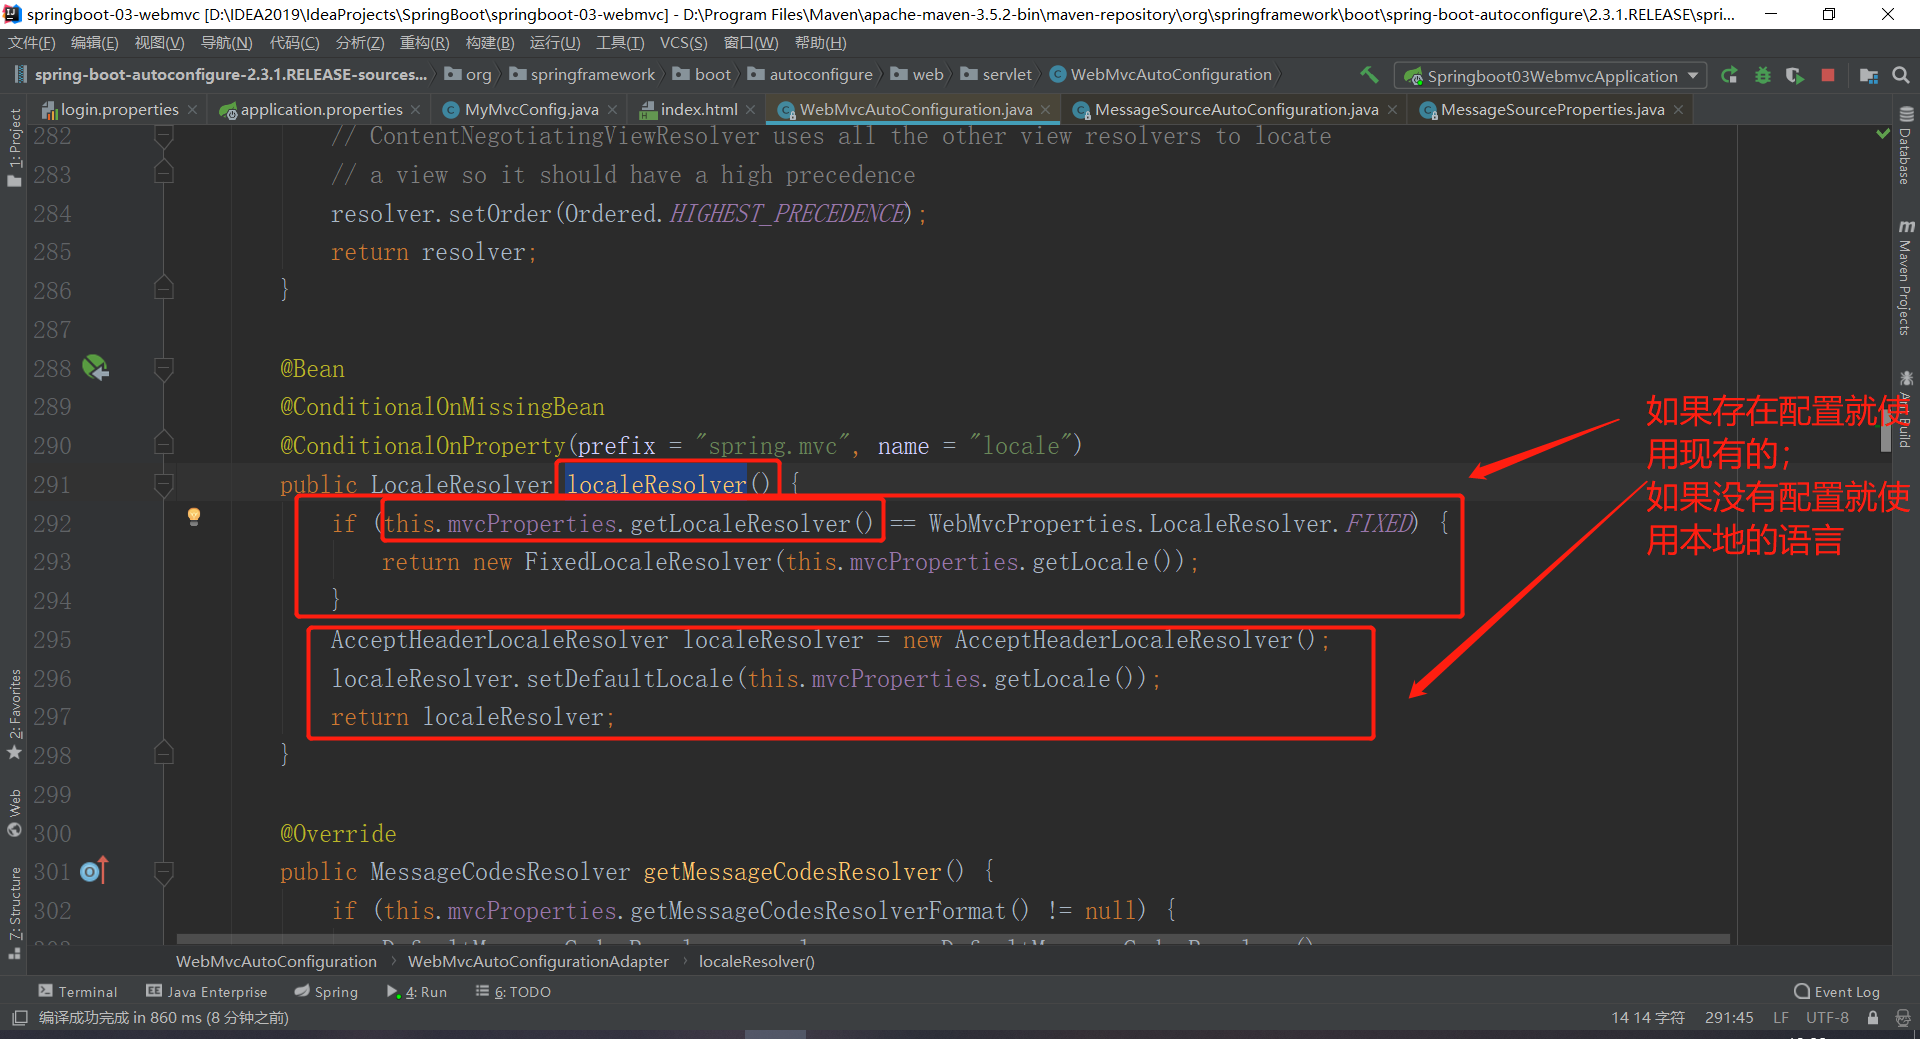 springboot-03-webmvc [D:\IDEA2019\IdeaProjects\SpringBoot\springboot-03-webmvc] - D:\Program Files\Maven\apache-maven-3.5.2-bin\maven-repository\org\springframework\boot\spring-boot-autoconfigure\2.3.1.RELEASE\spri...
文件(F) 编辑(E) 视图(V) 导航(N) 代码(C) 分析(Z) 重构(R) 构建(B) 运行(U) 工具(T) VCS(S) 窗口(W) 帮助(H)
spring-boot-autoconfigure-2.3.1.RELEASE-sources... org springframework boot autoconfigure web servlet WebMvcAutoConfiguration Springboot03WebmvcApplication
login.properties application.properties MyMvcConfig.java index.html WebMvcAutoConfiguration.java MessageSourceAutoConfiguration.java MessageSourceProperties.java
1: Project
2: Favorites
Web
7: Structure
Database
Maven Projects
Ant Build
282 // ContentNegotiatingViewResolver uses all the other view resolvers to locate
283 // a view so it should have a high precedence
284 resolver.setOrder(Ordered.HIGHEST_PRECEDENCE);
285 return resolver;
286 }
287
288 @Bean
289 @ConditionalOnMissingBean
290 @ConditionalOnProperty(prefix = "spring.mvc", name = "locale")
291 public LocaleResolver localeResolver() {
292 if (this.mvcProperties.getLocaleResolver() == WebMvcProperties.LocaleResolver.FIXED) {
293 return new FixedLocaleResolver(this.mvcProperties.getLocale());
294 }
295 AcceptHeaderLocaleResolver localeResolver = new AcceptHeaderLocaleResolver();
296 localeResolver.setDefaultLocale(this.mvcProperties.getLocale());
297 return localeResolver;
298 }
299
300 @Override
301 public MessageCodesResolver getMessageCodesResolver() {
302 if (this.mvcProperties.getMessageCodesResolverFormat() != null) {
如果存在配置就使
用现有的；
如果没有配置就使
用本地的语言
WebMvcAutoConfiguration WebMvcAutoConfigurationAdapter localeResolver()
Terminal Java Enterprise Spring 4: Run 6: TODO Event Log
编译成功完成 in 860 ms (8 分钟之前) 14 14 字符 291:45 LF UTF-8